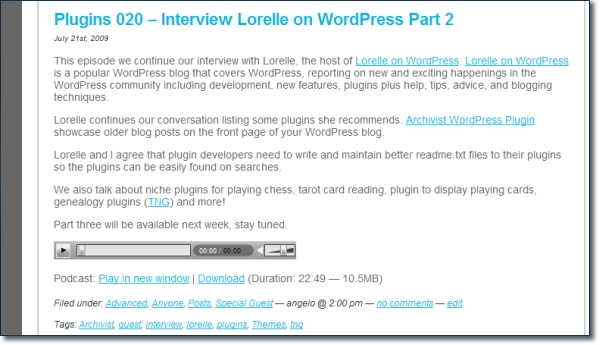 Plugins 020 – Interview Lorelle on WordPress Part 2
July 21st, 2009
This episode we continue our interview with Lorelle, the host of Lorelle on WordPress. Lorelle on WordPress
is a popular WordPress blog that covers WordPress, reporting on new and exciting happenings in the
WordPress community including development, new features, plugins plus help, tips, advice, and blogging
techniques.
Lorelle continues our conversation listing some plugins she recommends. Archivist WordPress Plugin
showcase older blog posts on the front page of your WordPress blog.
Lorelle and I agree that plugin developers need to write and maintain better readme.txt files to their plugins
so the plugins can be easily found on searches.
We also talk about niche plugins for playing chess, tarot card reading, plugin to display playing cards,
genealogy plugins (TNG) and more!
Part three will be available next week, stay tuned.
00:00 / 00:00
Podcast: Play in new window | Download (Duration: 22:49 — 10.5MB)
Filed under: Advanced, Anyone, Posts, Special Guest — angelo @ 2:00 pm — no comments — edit
Tags: Archivist, guest, interview, lorelle, plugins, Themes, tng